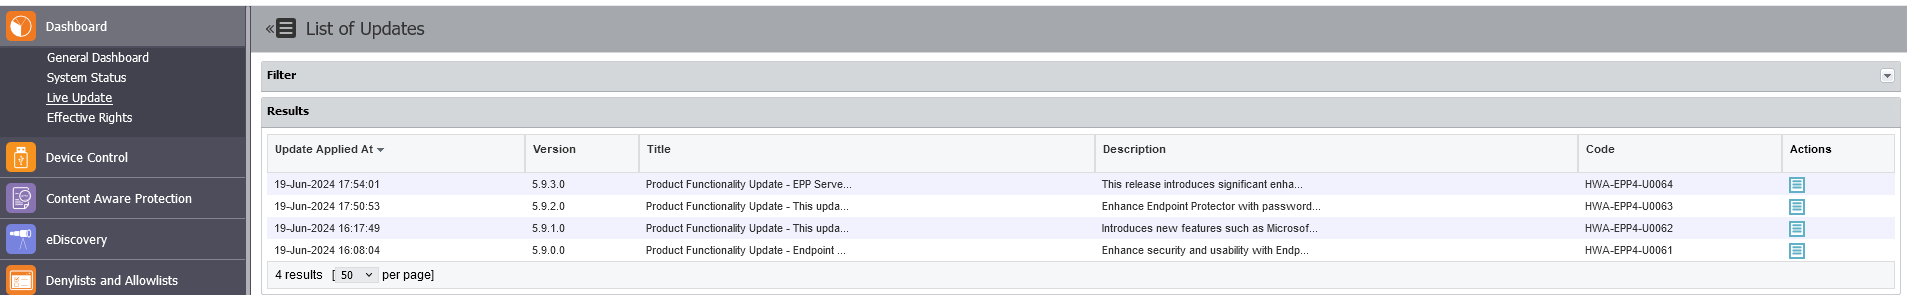 Dashboard
General Dashboard
System Status
Live Update
Effective Rights
Device Control
Content Aware Protection
eDiscovery
Denylists and Allowlists
« List of Updates
Filter
Results
Update Applied At Version Title Description Code Actions
19-Jun-2024 17:54:01 5.9.3.0 Product Functionality Update - EPP Serve... This release introduces significant enha... HWA-EPP4-U0064
19-Jun-2024 17:50:53 5.9.2.0 Product Functionality Update - This upda... Enhance Endpoint Protector with password... HWA-EPP4-U0063
19-Jun-2024 16:17:49 5.9.1.0 Product Functionality Update - This upda... Introduces new features such as Microsof... HWA-EPP4-U0062
19-Jun-2024 16:08:04 5.9.0.0 Product Functionality Update - Endpoint ... Enhance security and usability with Endp... HWA-EPP4-U0061
4 results [ 50 per page]